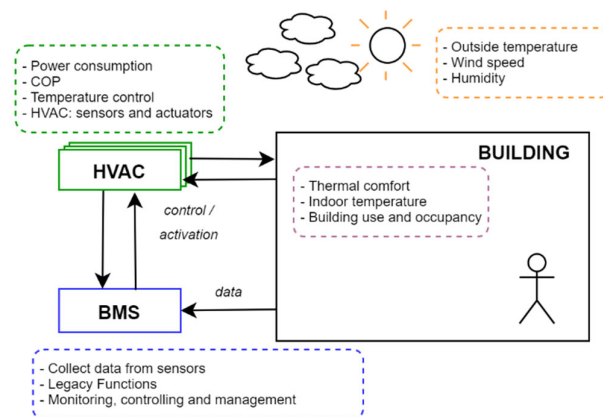 - Power consumption
- COP
- Temperature control
- HVAC: sensors and actuators
- Outside temperature
- Wind speed
- Humidity
HVAC
BUILDING
- Thermal comfort
- Indoor temperature
- Building use and occupancy
control /
activation
data
BMS
- Collect data from sensors
- Legacy Functions
- Monitoring, controlling and management